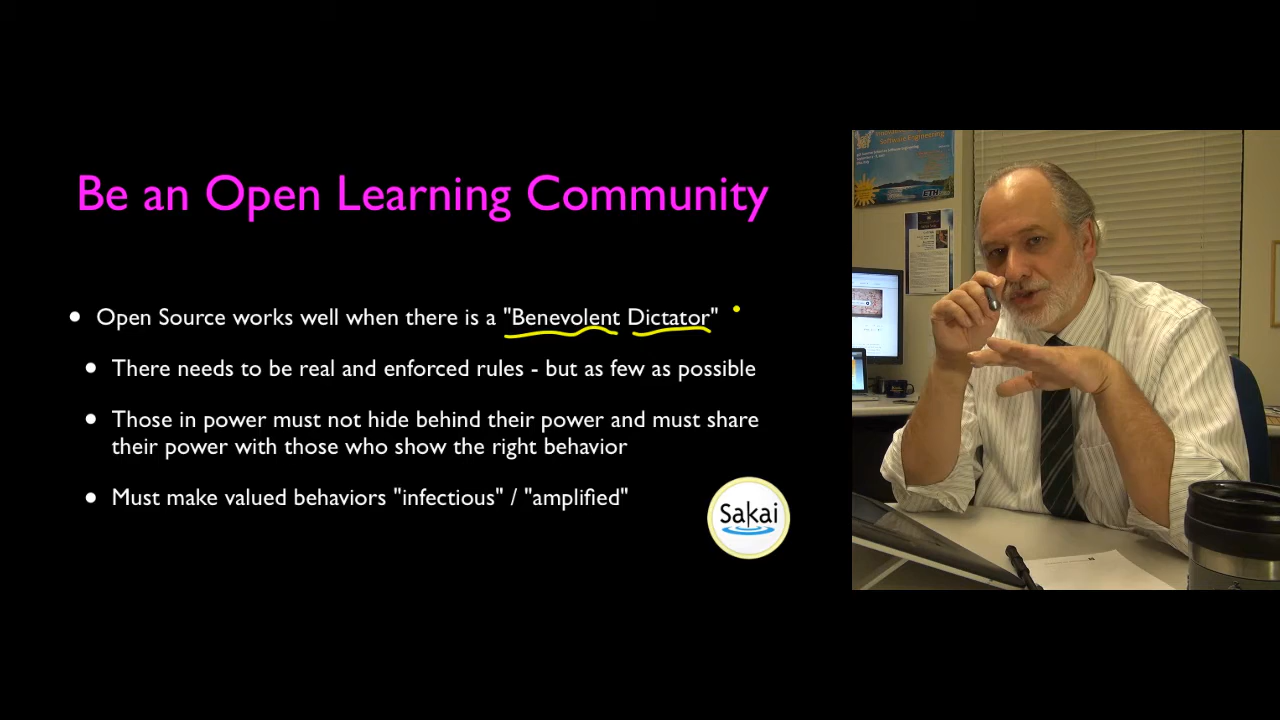 Be an Open Learning Community
Open Source works well when there is a "Benevolent Dictator"
There needs to be real and enforced rules - but as few as possible
Those in power must not hide behind their power and must share
their power with those who show the right behavior
Must make valued behaviors "infectious" / "amplified"
Sakai
Software Engineering